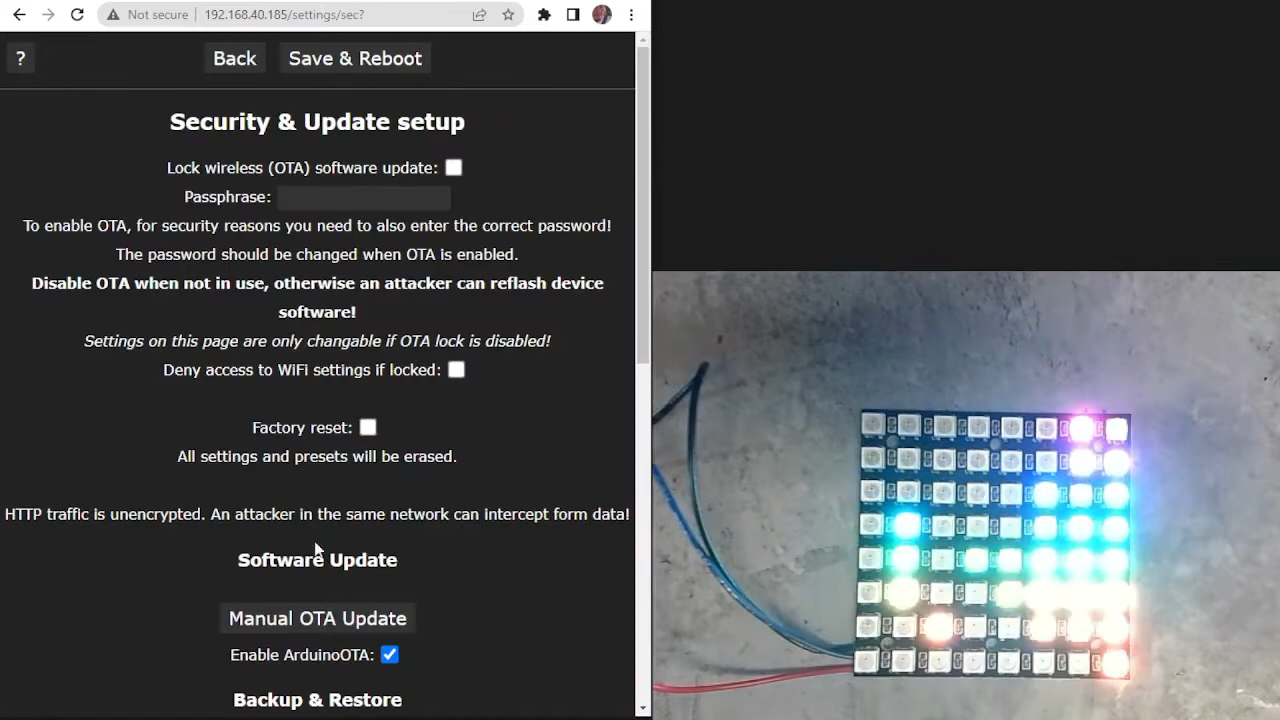 Not secure
192.168.40.185/settings/sec?
?
Back
Save & Reboot
Security & Update setup
Lock wireless (OTA) software update:
Passphrase:
To enable OTA, for security reasons you need to also enter the correct password!
The password should be changed when OTA is enabled.
Disable OTA when not in use, otherwise an attacker can reflash device
software!
Settings on this page are only changable if OTA lock is disabled!
Deny access to WiFi settings if locked:
Factory reset:
All settings and presets will be erased.
HTTP traffic is unencrypted. An attacker in the same network can intercept form data!
Software Update
Manual OTA Update
Enable ArduinoOTA:
Backup & Restore